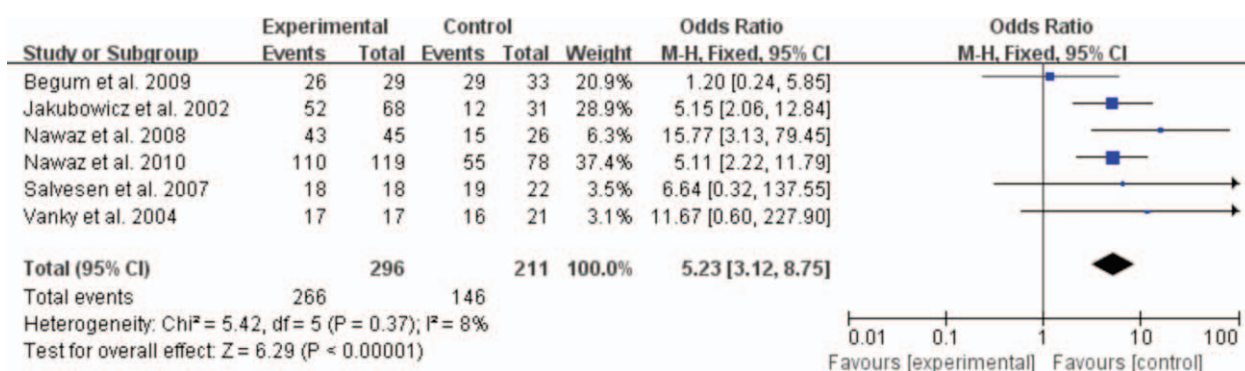 Experimental Control Odds Ratio Odds Ratio
Study or Subgroup Events Total Events Total Weight M-H, Fixed, 95% CI M-H, Fixed, 95% CI
Begum et al. 2009 26 29 29 33 20.9% 1.20 [0.24, 5.85]
Jakubowicz et al. 2002 52 68 12 31 28.9% 5.15 [2.06, 12.84]
Nawaz et al. 2008 43 45 15 26 6.3% 15.77 [3.13, 79.45]
Nawaz et al. 2010 110 119 55 78 37.4% 5.11 [2.22, 11.79]
Salvesen et al. 2007 18 18 19 22 3.5% 6.64 [0.32, 137.55]
Vanky et al. 2004 17 17 16 21 3.1% 11.67 [0.60, 227.90]
Total (95% CI) 296 211 100.0% 5.23 [3.12, 8.75]
Total events 266 146
Heterogeneity: Chi² = 5.42, df = 5 (P = 0.37); I² = 8%
Test for overall effect: Z = 6.29 (P < 0.00001)
0.01 0.1 1 10 100
Favours [experimental] Favours [control]